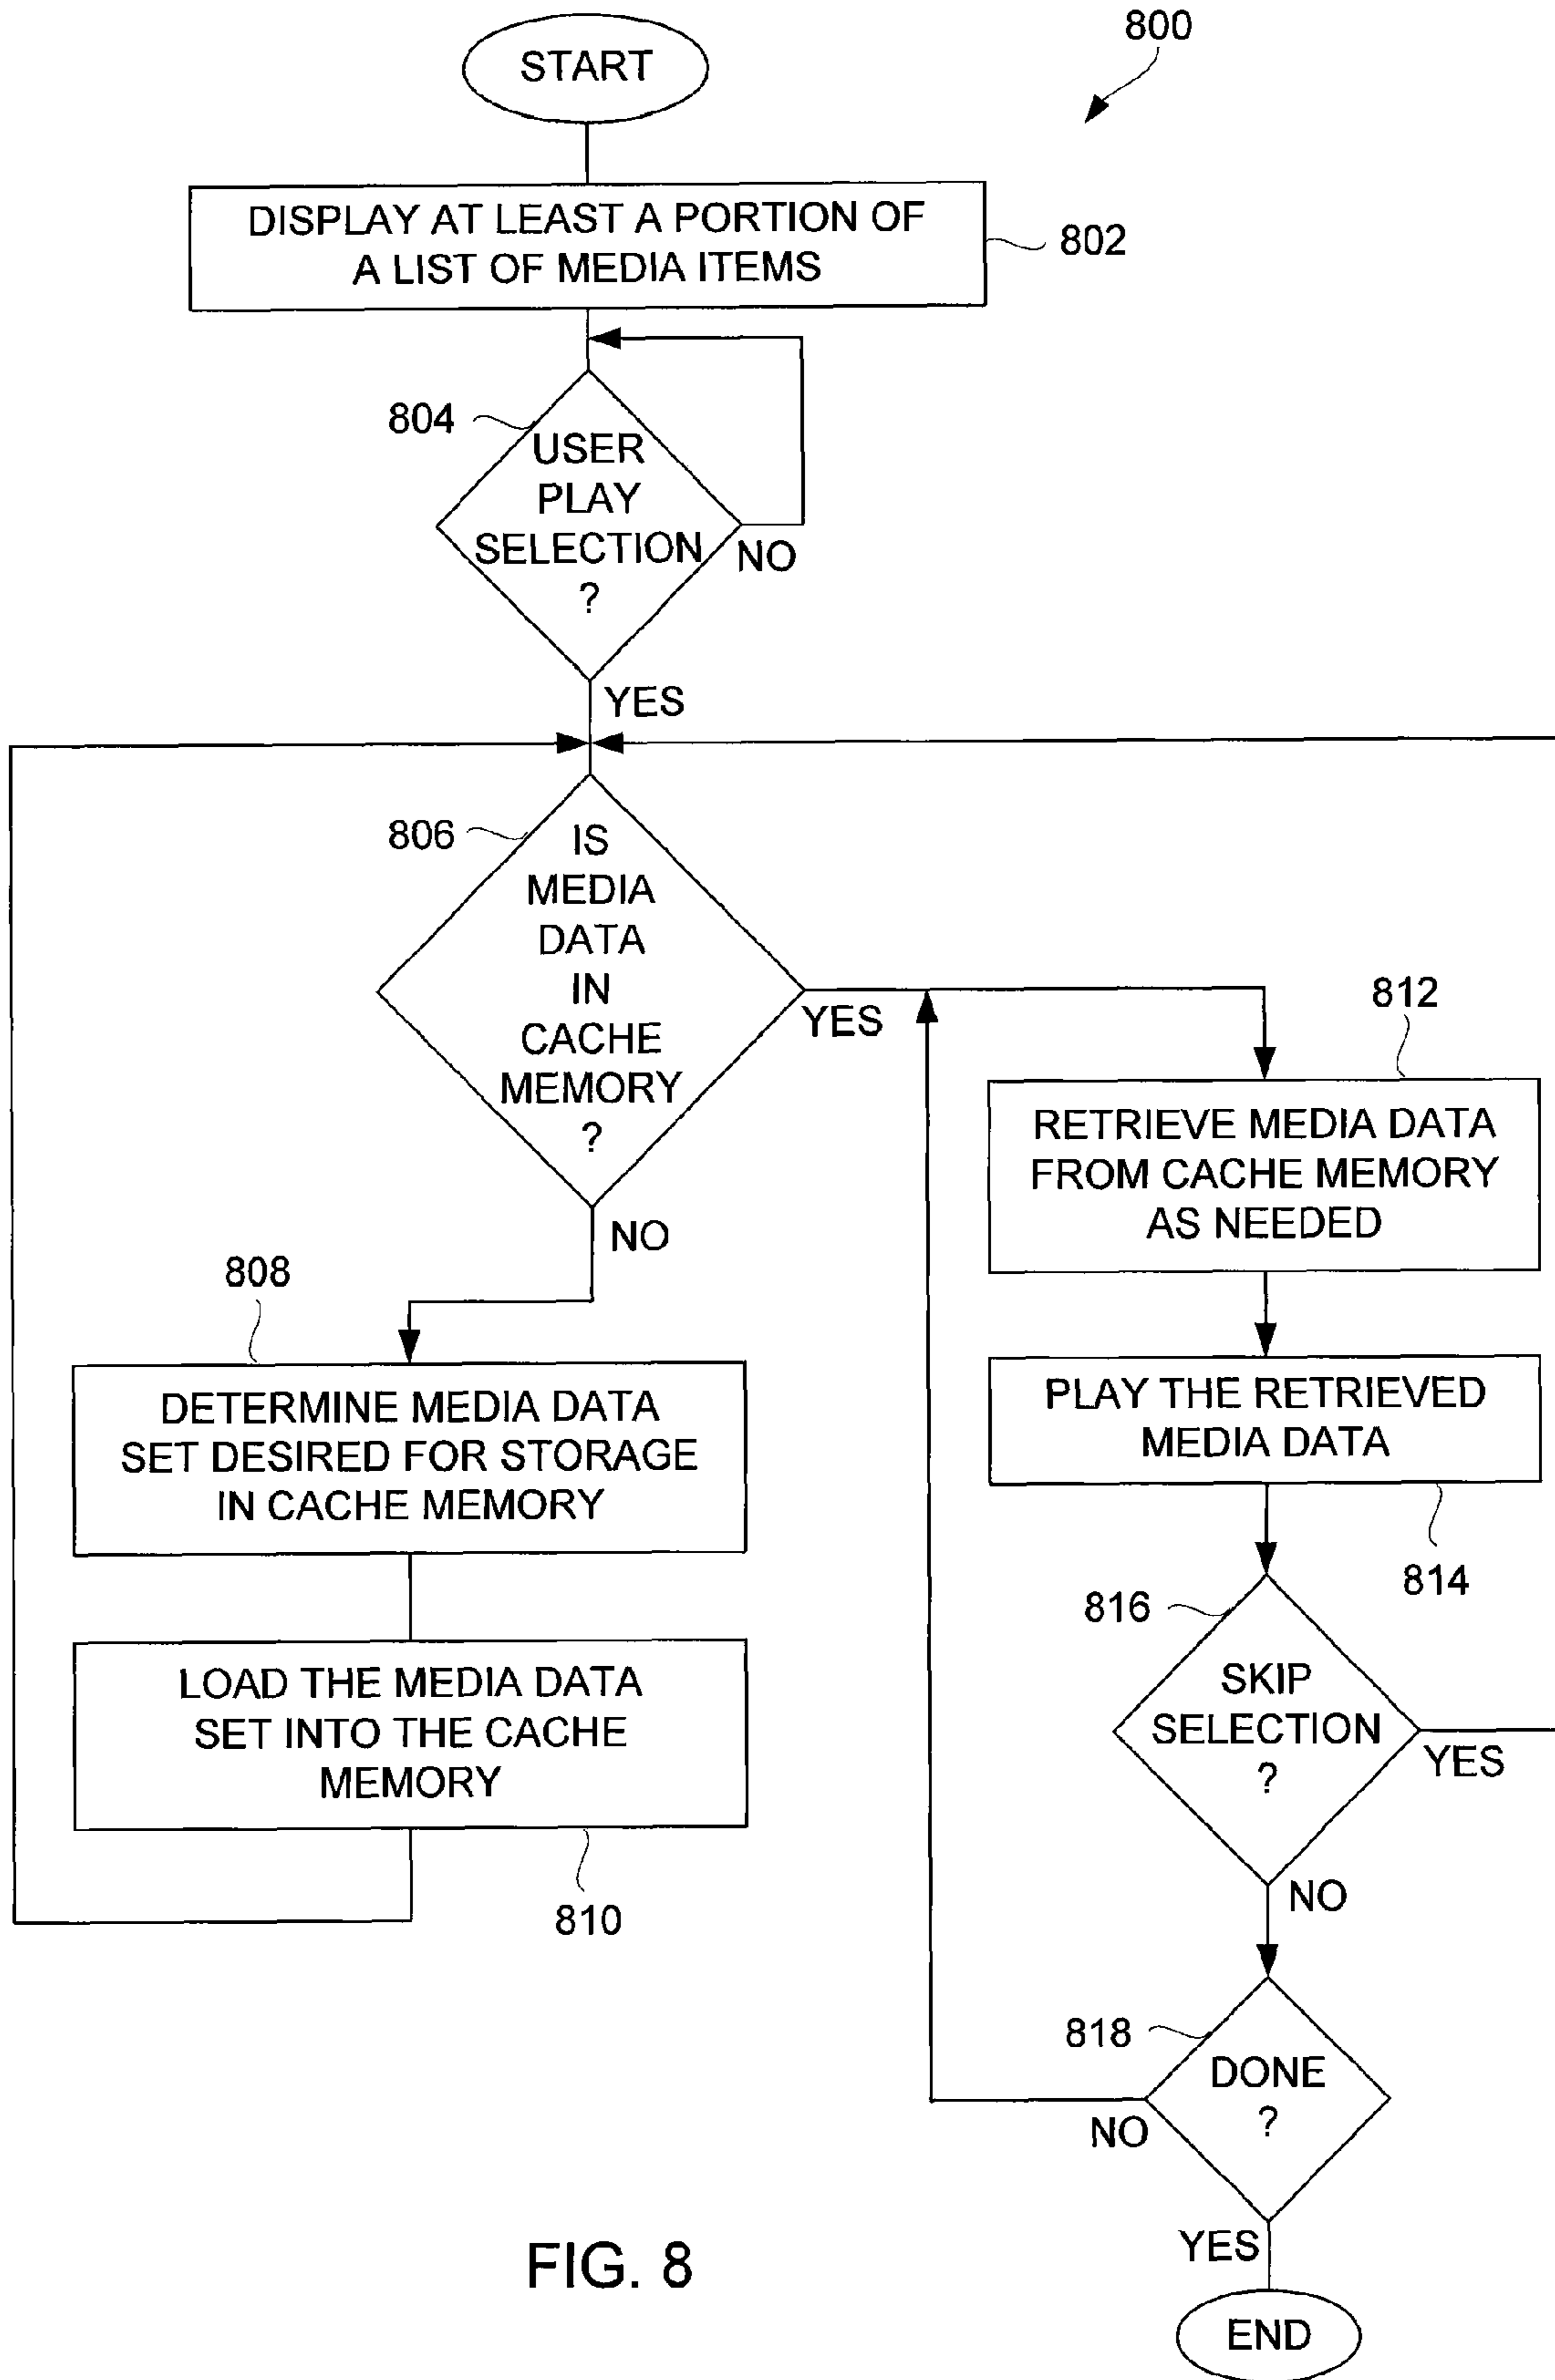 800
START
DISPLAY AT LEAST A PORTION OF
A LIST OF MEDIA ITEMS
802
804
USER
PLAY
SELECTION
?
NO
YES
806
IS
MEDIA
DATA
IN
CACHE
MEMORY
?
YES
NO
808
DETERMINE MEDIA DATA
SET DESIRED FOR STORAGE
IN CACHE MEMORY
LOAD THE MEDIA DATA
SET INTO THE CACHE
MEMORY
810
812
RETRIEVE MEDIA DATA
FROM CACHE MEMORY
AS NEEDED
PLAY THE RETRIEVED
MEDIA DATA
814
816
SKIP
SELECTION
?
YES
NO
818
DONE
?
NO
YES
END
FIG. 8